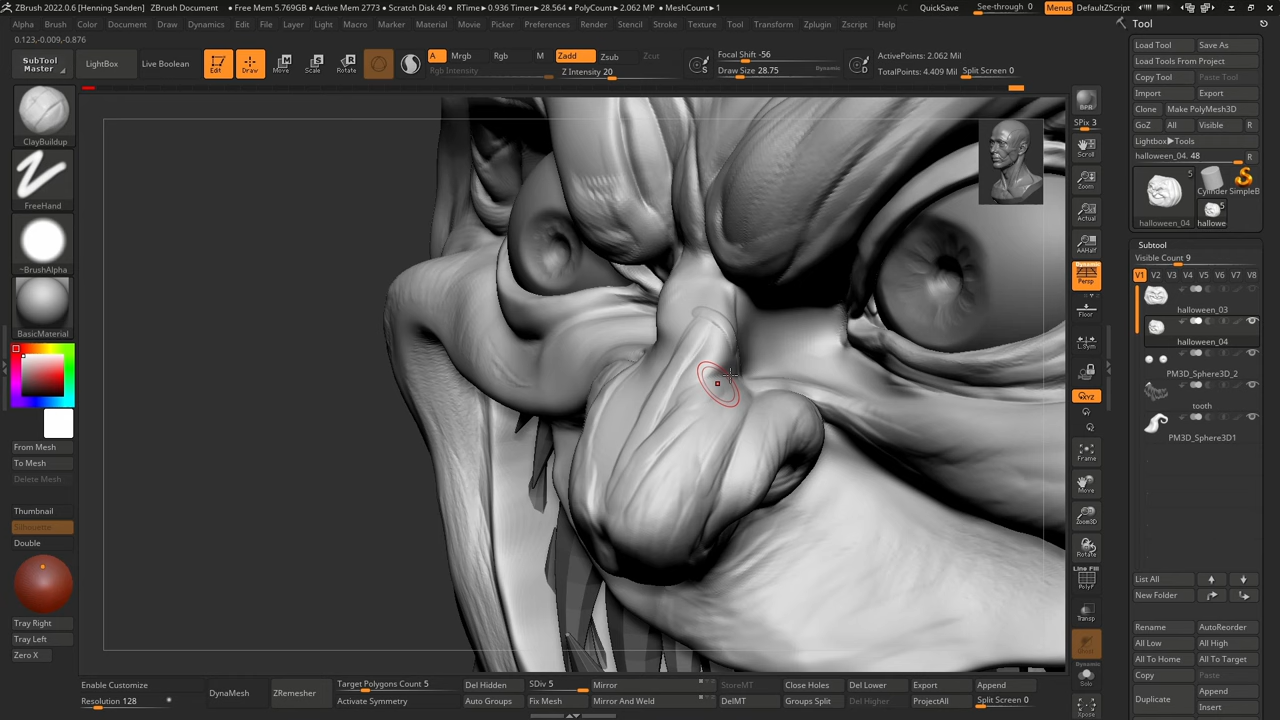 ZBrush 2022.0.6 [Henning Sanden] ZBrush Document • Free Mem 5.769GB • Active Mem 2773 • Scratch Disk 49 • RTime►0.936 Timer►28.564 • PolyCount►2.062 MP • MeshCount►1 AC QuickSave See-through 0 Menus DefaultZScript
Alpha Brush Color Document Draw Dynamics Edit File Layer Light Macro Marker Material Movie Picker Preferences Render Stencil Stroke Texture Tool Transform Zplugin Zscript Help
0.123,-0.009,-0.876
SubTool Master
LightBox
Live Boolean
Edit
Draw
Move
Scale
Rotate
A Mrgb Rgb M
Rgb Intensity
Zadd Zsub Zcut
Z Intensity 20
S
Focal Shift -56
Draw Size 28.75 Dynamic
D
ActivePoints: 2.062 Mil
TotalPoints: 4.409 Mil Split Screen 0
ClayBuildup
FreeHand
~BrushAlpha
BasicMaterial
From Mesh
To Mesh
Delete Mesh
Thumbnail
Silhouette
Double
Tray Right
Tray Left
Zero X
BPR
SPix 3
Scroll
Zoom
Actual
AAHalf
Dynamic
Persp
Floor
L.Sym
XYZ
Frame
Move
Zoom3D
Rotate
Line Fill
PolyF
Transp
Ghost
Dynamic
Solo
Xpose
Tool
Load Tool Save As
Load Tools From Project
Copy Tool Paste Tool
Import Export
Clone Make PolyMesh3D
GoZ All Visible R
Lightbox►Tools
halloween_04. 48 R
5
Cylinder SimpleB
5
halloween_04 hallowe
Subtool
Visible Count 9
V1 V2 V3 V4 V5 V6 V7 V8
halloween_03
halloween_04
PM3D_Sphere3D_2
tooth
PM3D_Sphere3D1
List All
New Folder
Rename AutoReorder
All Low All High
All To Home All To Target
Copy Paste
Duplicate Append
Insert
Enable Customize
Resolution 128
DynaMesh
ZRemesher
Target Polygons Count 5
Activate Symmetry
Del Hidden
Auto Groups
SDiv 5
Fix Mesh
Mirror
Mirror And Weld
StoreMT
DelMT
Close Holes
Groups Split
Del Lower
Del Higher
Export
ProjectAll
Append
Split Screen 0